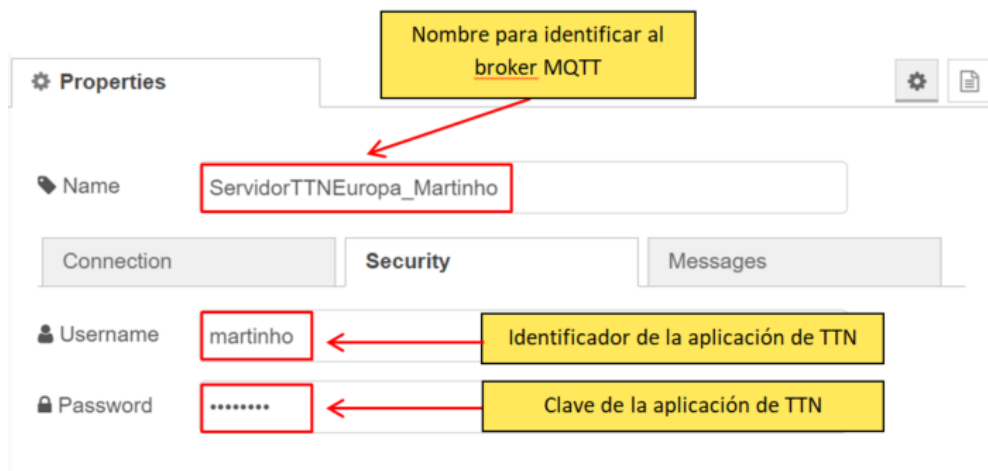 Nombre para identificar al
broker MQTT
Properties
Name
ServidorTTNEuropa_Martinho
Connection
Security
Messages
Username
martinho
Identificador de la aplicación de TTN
Password
••••••••
Clave de la aplicación de TTN